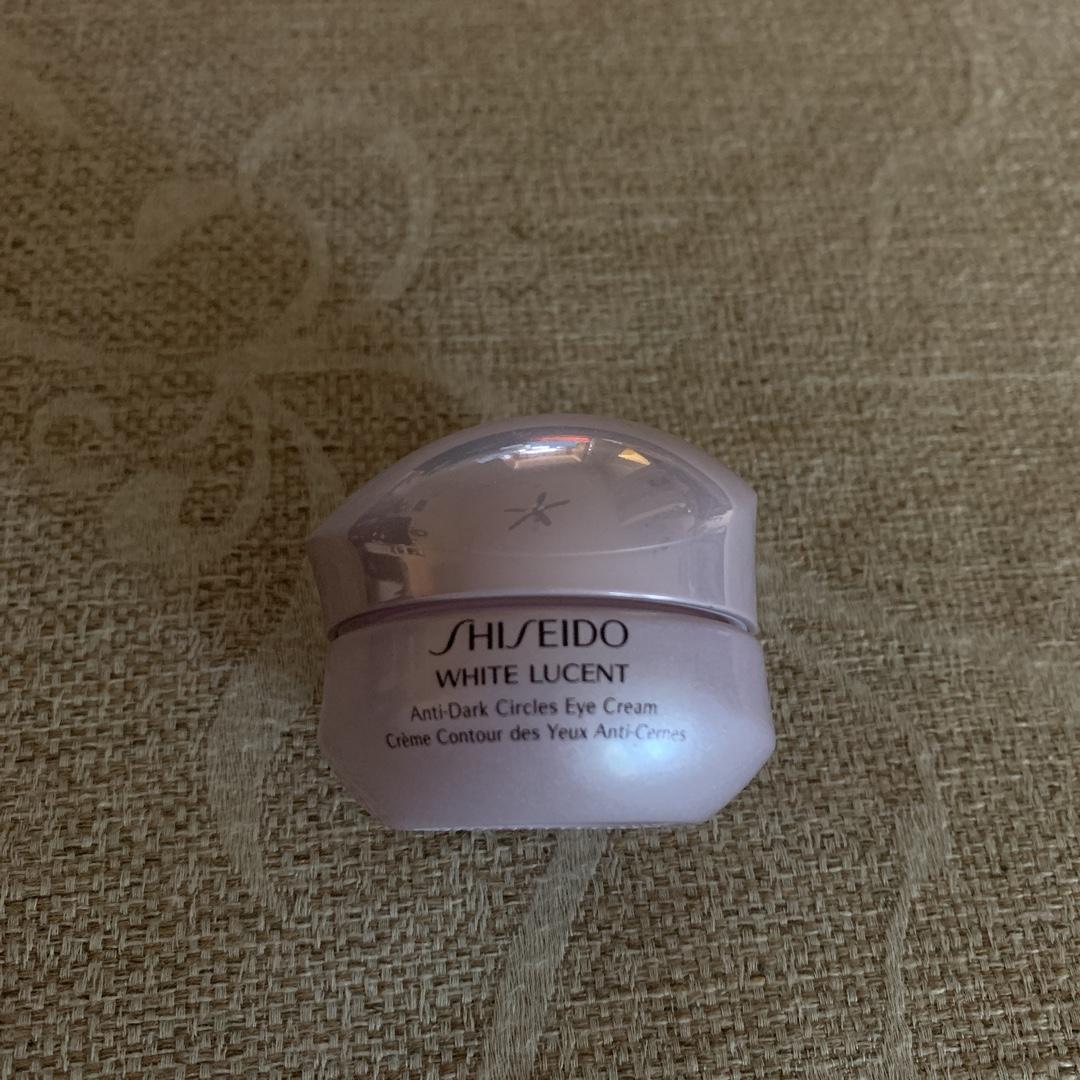 SHISEIDO
WHITE LUCENT
Anti-Dark Circles Eye Cream
Crème Contour des Yeux Anti-Cernes